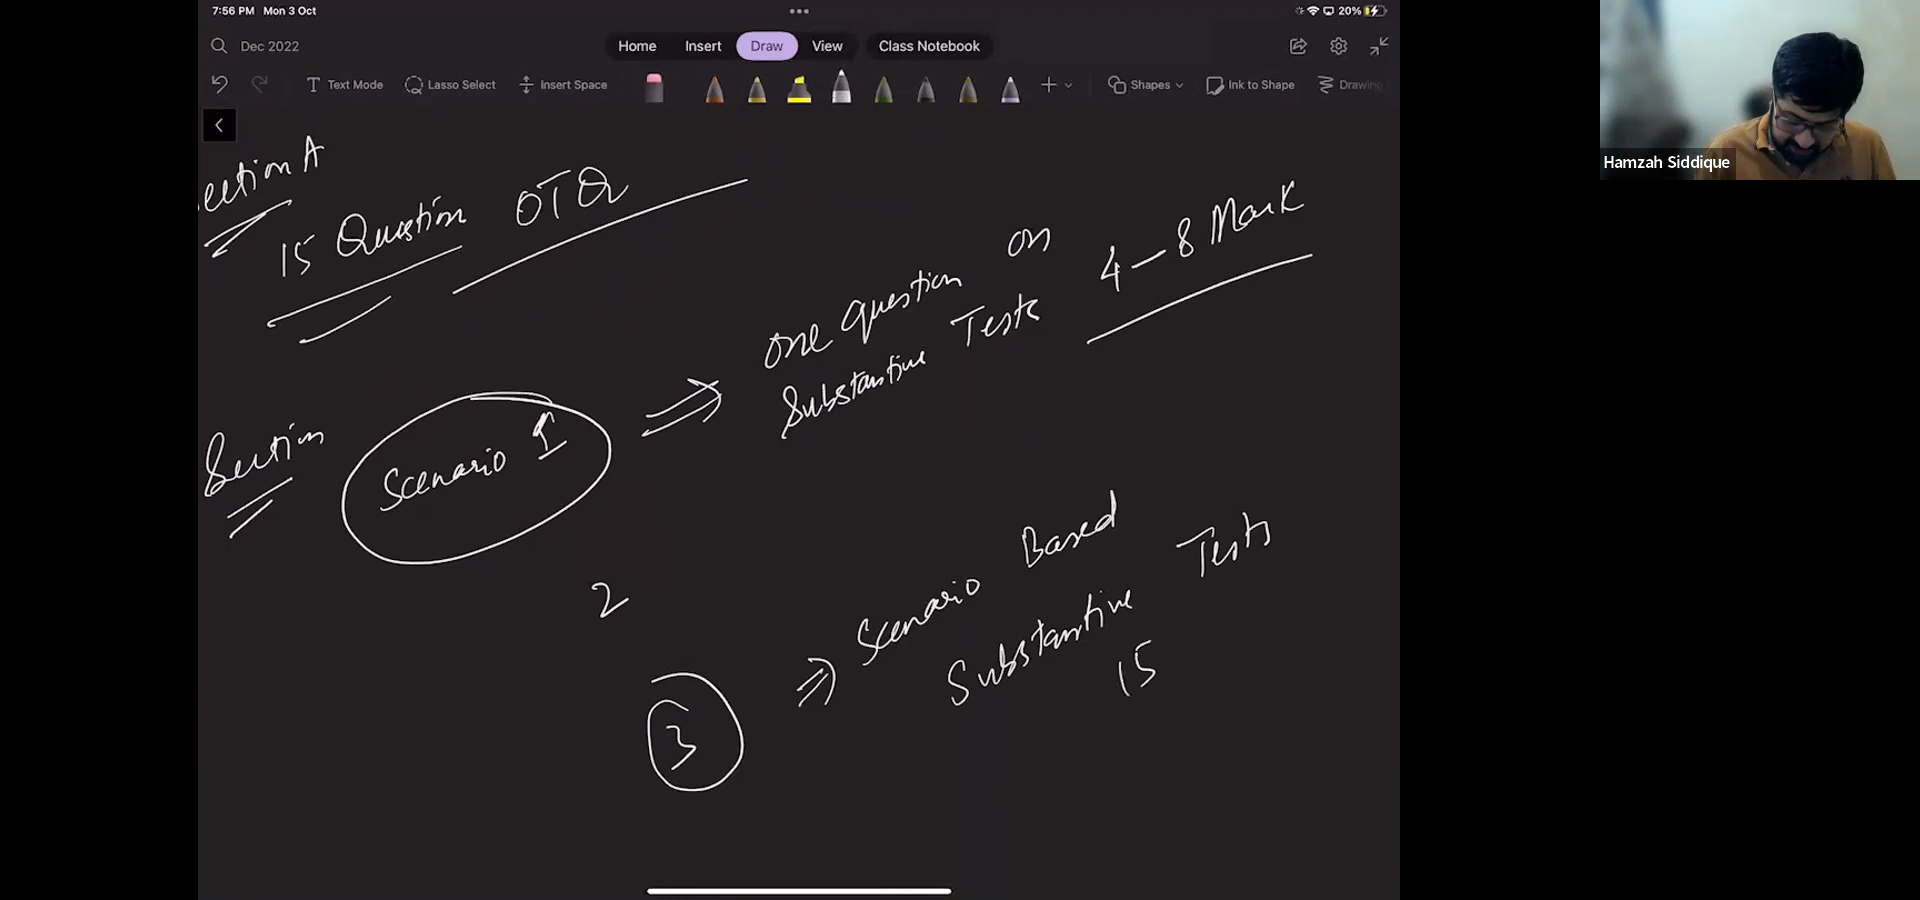 7:56 PM Mon 3 Oct
20%
Dec 2022
Home Insert Draw View Class Notebook
Text Mode Lasso Select Insert Space Shapes Ink to Shape Drawing
Hamzah Siddique
ection A
15 Question OTQ
Section Scenario 1
one question on
Substantive Tests 4-8 Mark
2
3
Scenario Based
Substantive Tests
15